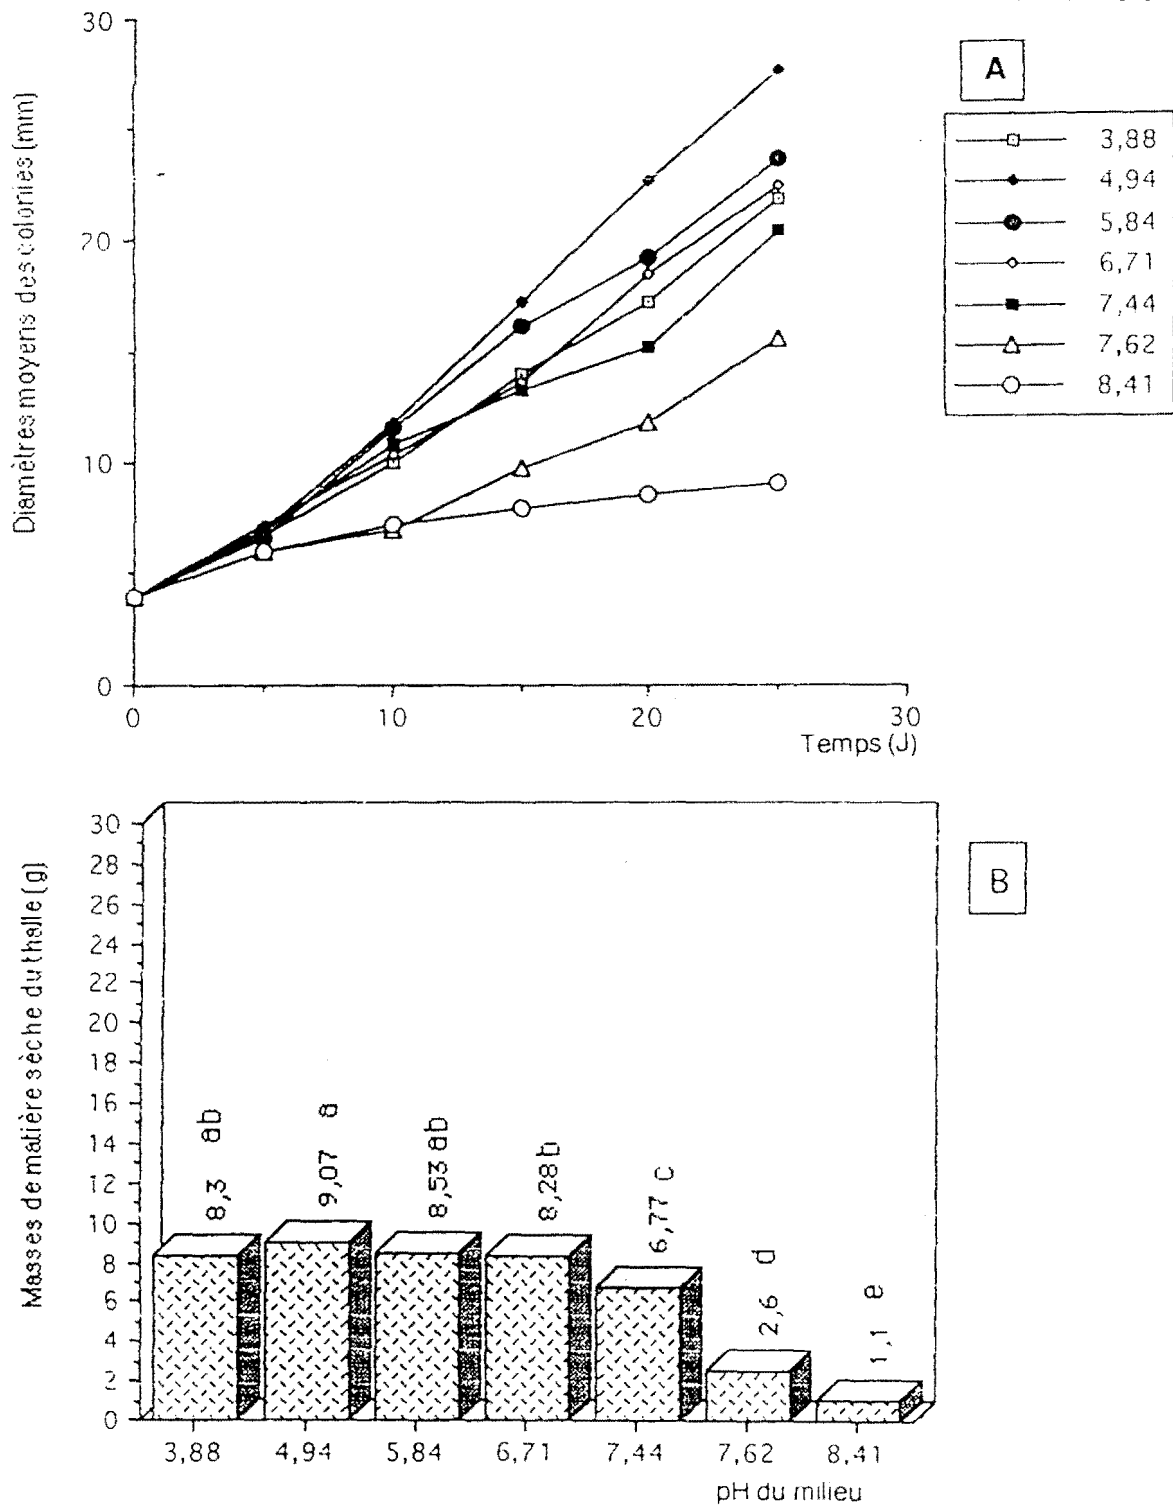 30
20
10
0
Diamètres moyens des colonies (mm)
0
10
20
30
Temps (J)
A
3,88
4,94
5,84
6,71
7,44
7,62
8,41
B
30
28
26
24
22
20
18
16
14
12
10
8
6
4
2
0
Masses de matière sèche du thalle (g)
8,3 ab
9,07 a
8,53 ab
8,28 b
6,77 c
2,6 d
1,1 e
3,88
4,94
5,84
6,71
7,44
7,62
8,41
pH du milieu